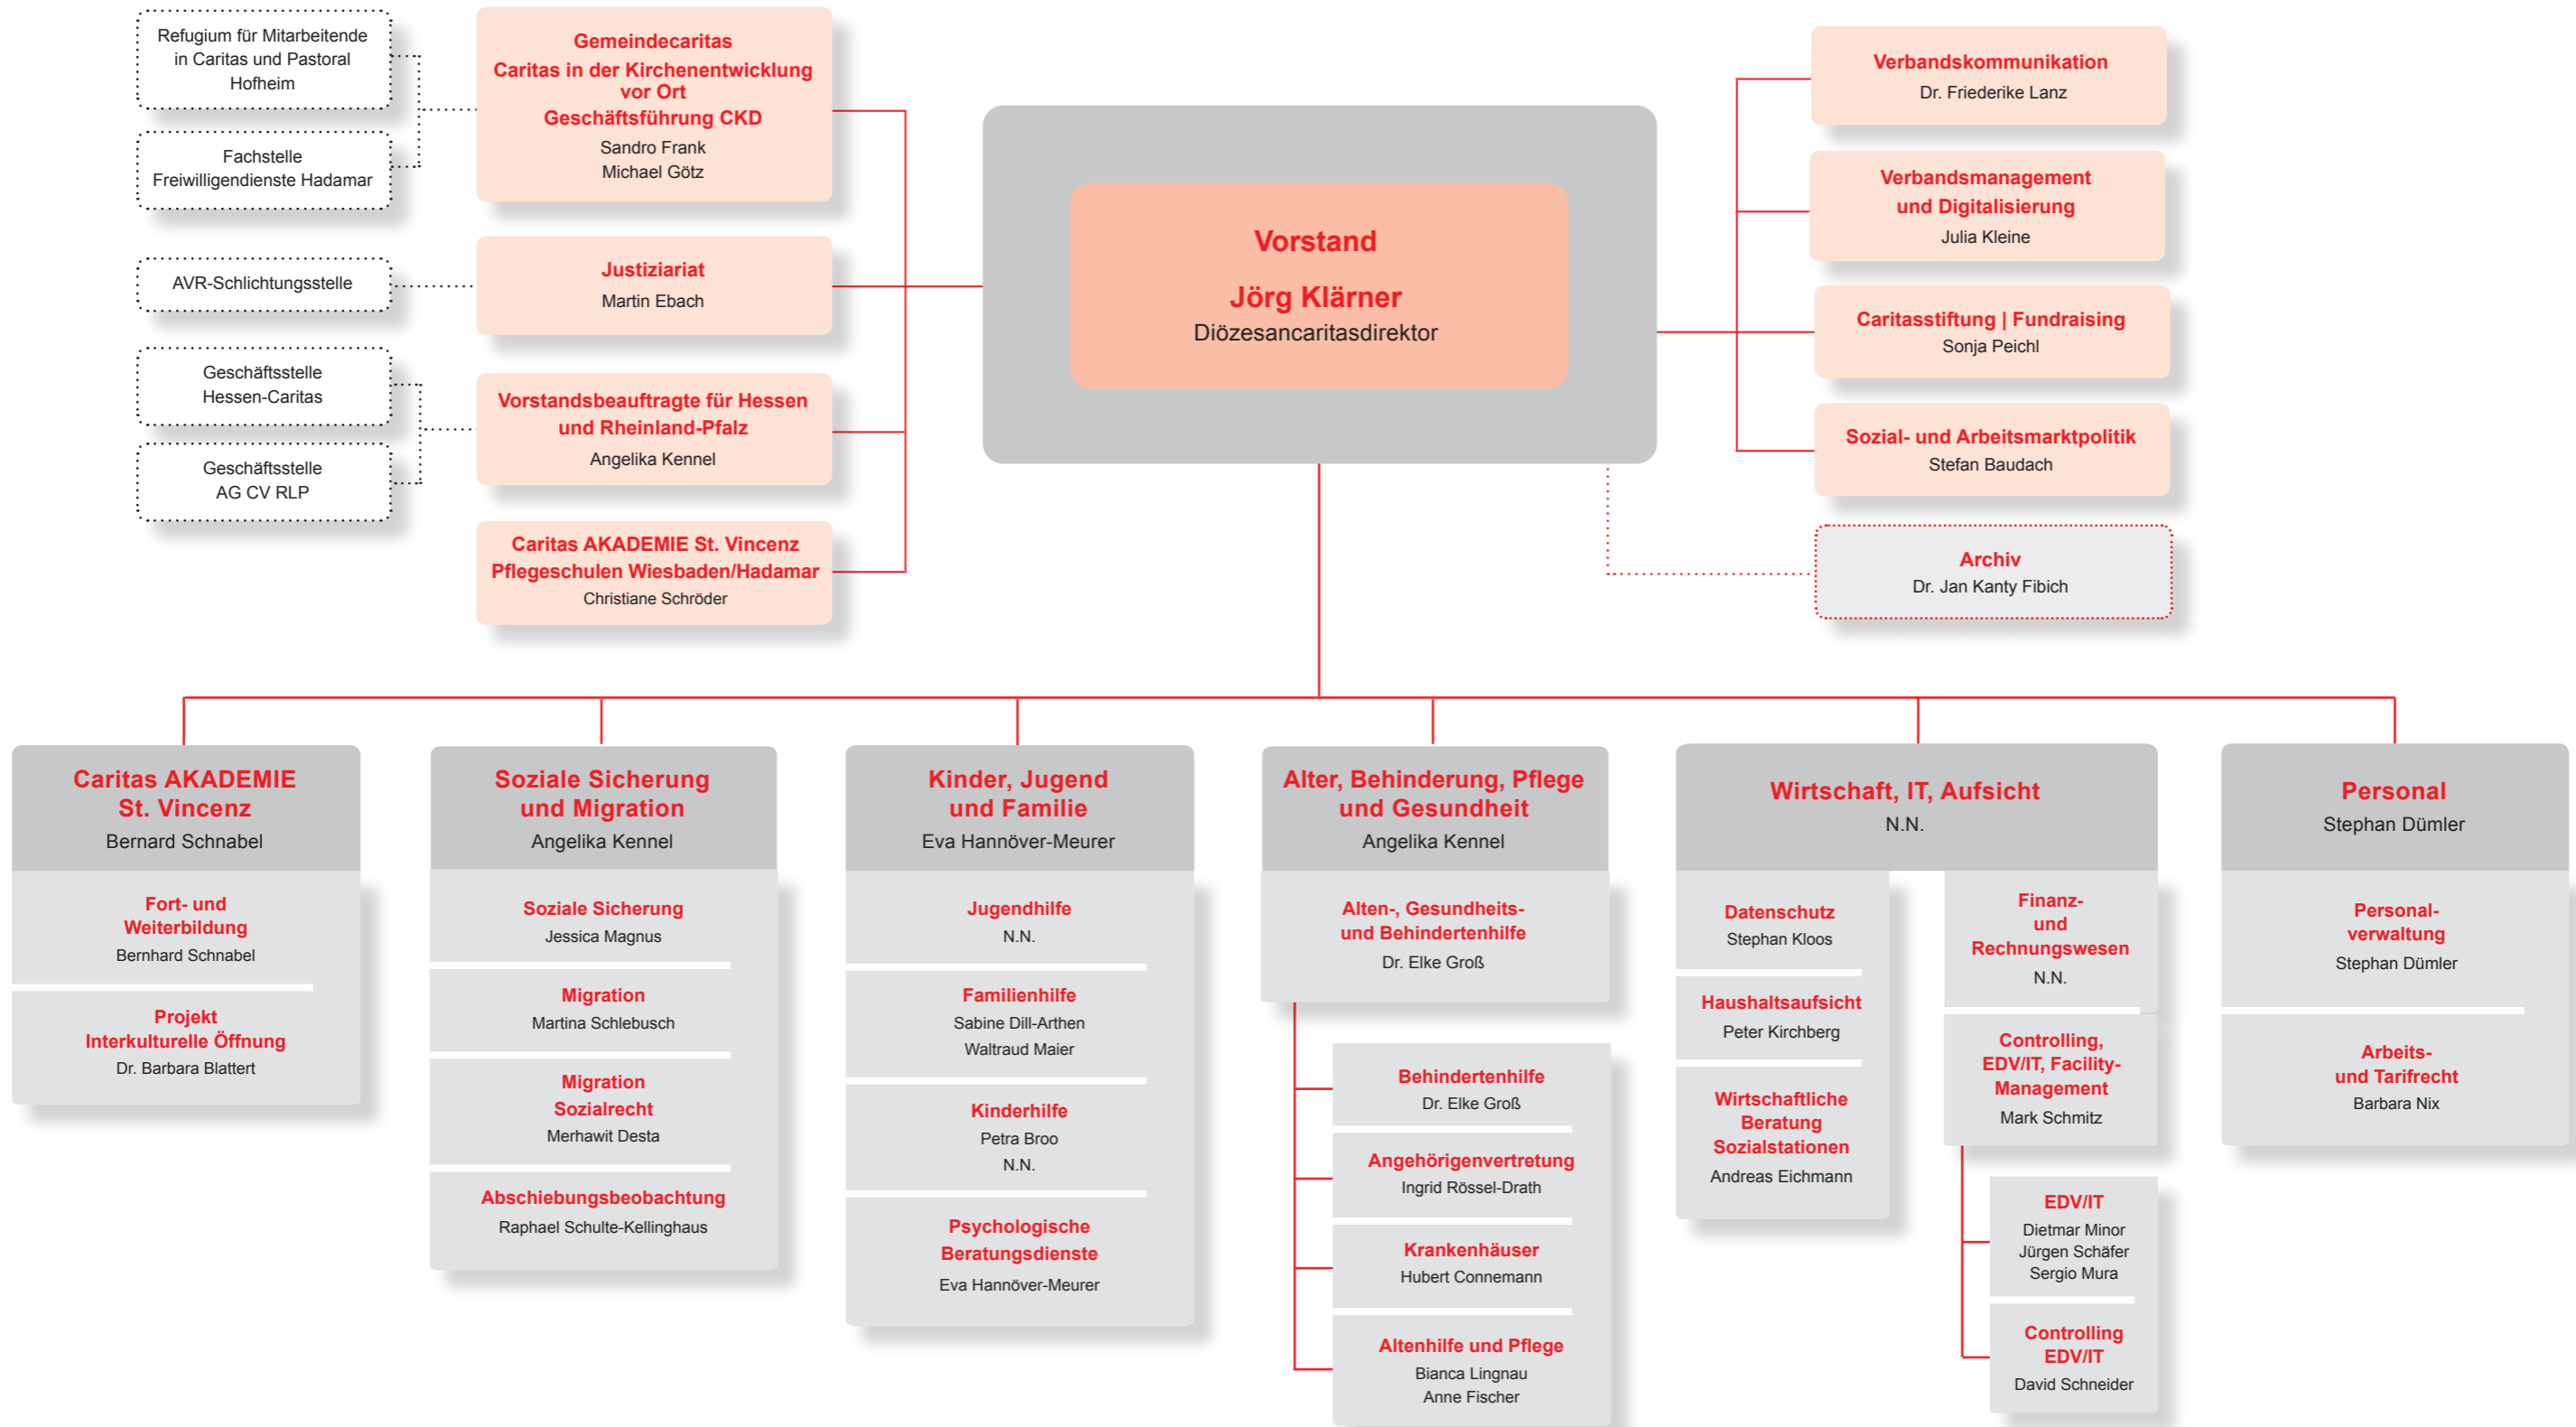 Refugium für Mitarbeitende
in Caritas und Pastoral
Hofheim
Fachstelle
Freiwilligendienste Hadamar
AVR-Schlichtungsstelle
Geschäftsstelle
Hessen-Caritas
Geschäftsstelle
AG CV RLP
Gemeindecaritas
Caritas in der Kirchenentwicklung
vor Ort
Geschäftsführung CKD
Sandro Frank
Michael Götz
Justiziariat
Martin Ebach
Vorstandsbeauftragte für Hessen
und Rheinland-Pfalz
Angelika Kennel
Caritas AKADEMIE St. Vincenz
Pflegeschulen Wiesbaden/Hadamar
Christiane Schröder
Vorstand
Jörg Klärner
Diözesancaritasdirektor
Verbandskommunikation
Dr. Friederike Lanz
Verbandsmanagement
und Digitalisierung
Julia Kleine
Caritasstiftung | Fundraising
Sonja Peichl
Sozial- und Arbeitsmarktpolitik
Stefan Baudach
Archiv
Dr. Jan Kanty Fibich
Caritas AKADEMIE
St. Vincenz
Bernard Schnabel
Fort- und
Weiterbildung
Bernhard Schnabel
Projekt
Interkulturelle Öffnung
Dr. Barbara Blattert
Soziale Sicherung
und Migration
Angelika Kennel
Soziale Sicherung
Jessica Magnus
Migration
Martina Schlebusch
Migration
Sozialrecht
Merhawit Desta
Abschiebungsbeobachtung
Raphael Schulte-Kellinghaus
Kinder, Jugend
und Familie
Eva Hannöver-Meurer
Jugendhilfe
N.N.
Familienhilfe
Sabine Dill-Arthen
Waltraud Maier
Kinderhilfe
Petra Broo
N.N.
Psychologische
Beratungsdienste
Eva Hannöver-Meurer
Alter, Behinderung, Pflege
und Gesundheit
Angelika Kennel
Alten-, Gesundheits-
und Behindertenhilfe
Dr. Elke Groß
Behindertenhilfe
Dr. Elke Groß
Angehörigenvertretung
Ingrid Rössel-Drath
Krankenhäuser
Hubert Connemann
Altenhilfe und Pflege
Bianca Lingnau
Anne Fischer
Wirtschaft, IT, Aufsicht
N.N.
Datenschutz
Stephan Kloos
Haushaltsaufsicht
Peter Kirchberg
Wirtschaftliche
Beratung
Sozialstationen
Andreas Eichmann
Finanz-
und
Rechnungswesen
N.N.
Controlling,
EDV/IT, Facility-
Management
Mark Schmitz
EDV/IT
Dietmar Minor
Jürgen Schäfer
Sergio Mura
Controlling
EDV/IT
David Schneider
Personal
Stephan Dümler
Personal-
verwaltung
Stephan Dümler
Arbeits-
und Tarifrecht
Barbara Nix